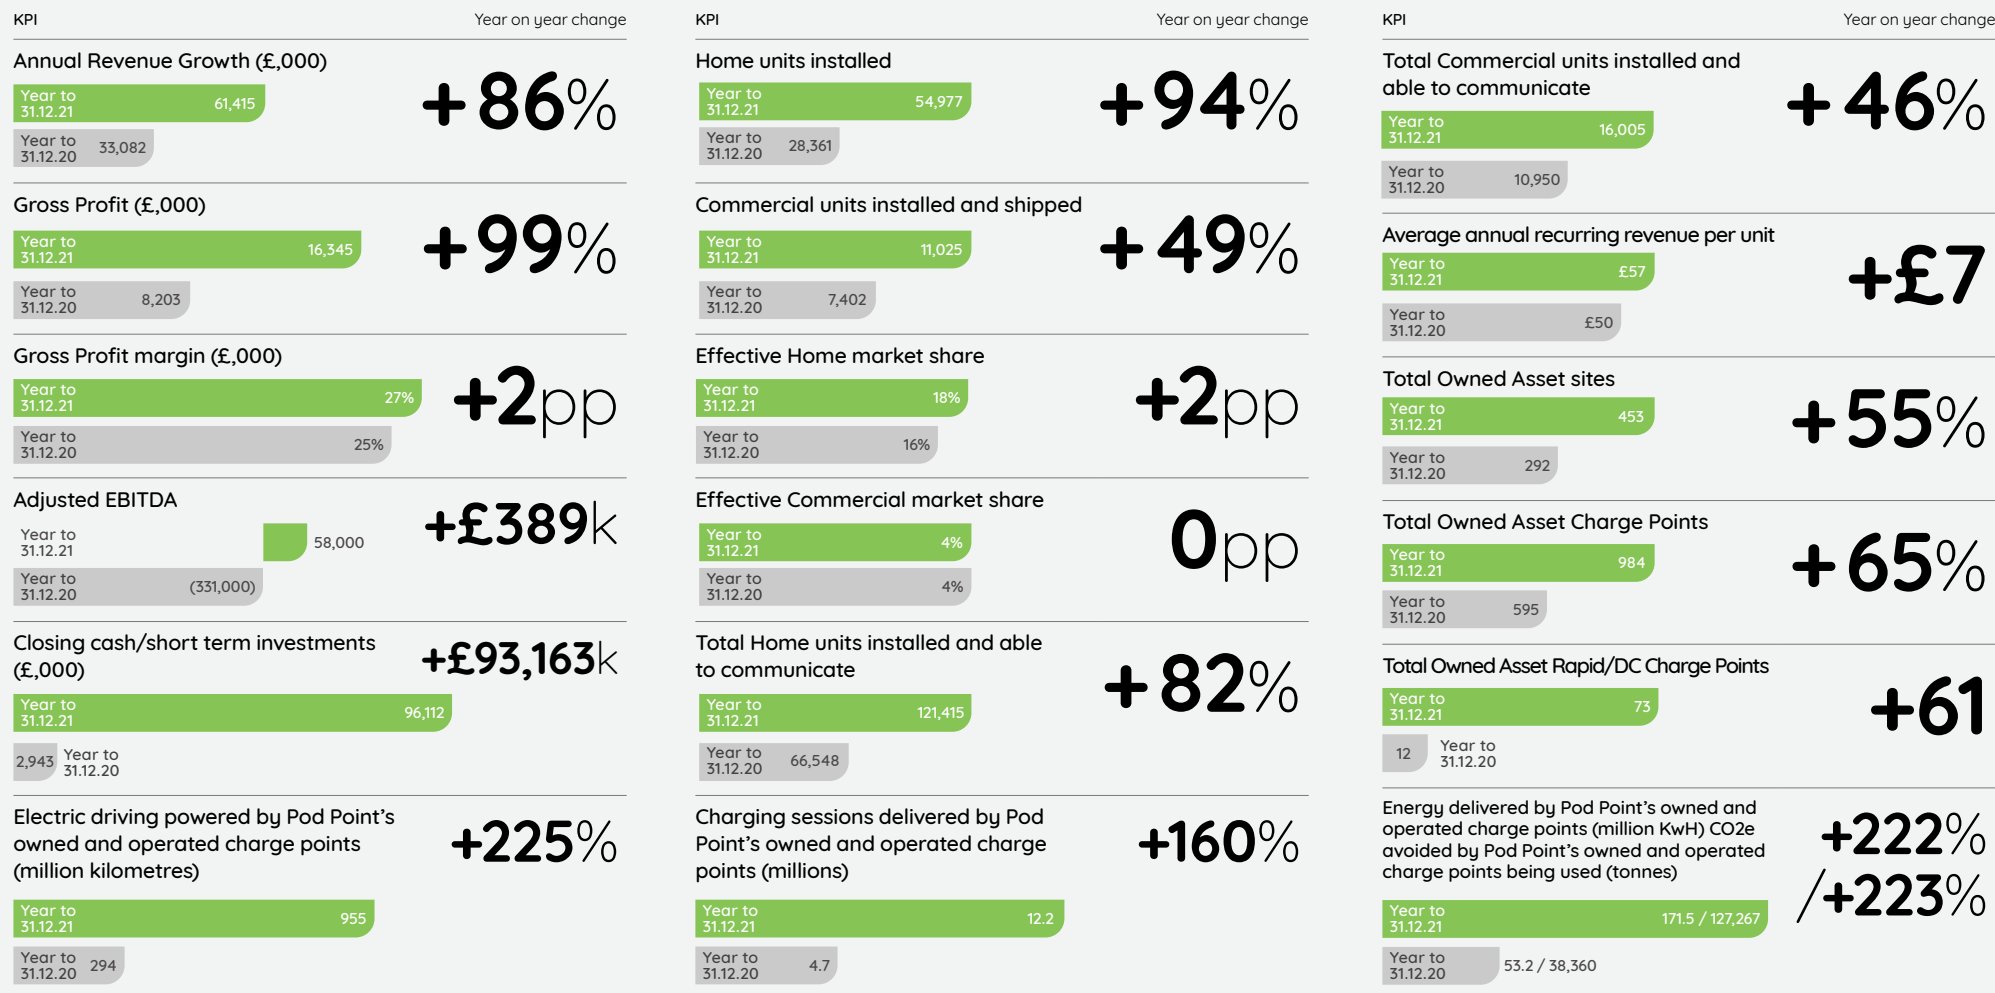 KPI Year on year change
Annual Revenue Growth (£,000)
Year to
31.12.21
61,415
Year to
31.12.20
33,082
+86%
Gross Profit (£,000)
Year to
31.12.21
16,345
Year to
31.12.20
8,203
+99%
Gross Profit margin (£,000)
Year to
31.12.21
27%
Year to
31.12.20
25%
+2pp
Adjusted EBITDA
Year to
31.12.21
58,000
Year to
31.12.20
(331,000)
+£389k
Closing cash/short term investments
(£,000)
Year to
31.12.21
96,112
2,943
Year to
31.12.20
+£93,163k
Electric driving powered by Pod Point’s
owned and operated charge points
(million kilometres)
Year to
31.12.21
955
Year to
31.12.20
294
+225%
KPI Year on year change
Home units installed
Year to
31.12.21
54,977
Year to
31.12.20
28,361
+94%
Commercial units installed and shipped
Year to
31.12.21
11,025
Year to
31.12.20
7,402
+49%
Effective Home market share
Year to
31.12.21
18%
Year to
31.12.20
16%
+2pp
Effective Commercial market share
Year to
31.12.21
4%
Year to
31.12.20
4%
0pp
Total Home units installed and able
to communicate
Year to
31.12.21
121,415
Year to
31.12.20
66,548
+82%
Charging sessions delivered by Pod
Point’s owned and operated charge
points (millions)
Year to
31.12.21
12.2
Year to
31.12.20
4.7
+160%
KPI Year on year change
Total Commercial units installed and
able to communicate
Year to
31.12.21
16,005
Year to
31.12.20
10,950
+46%
Average annual recurring revenue per unit
Year to
31.12.21
£57
Year to
31.12.20
£50
+£7
Total Owned Asset sites
Year to
31.12.21
453
Year to
31.12.20
292
+55%
Total Owned Asset Charge Points
Year to
31.12.21
984
Year to
31.12.20
595
+65%
Total Owned Asset Rapid/DC Charge Points
Year to
31.12.21
73
12
Year to
31.12.20
+61
Energy delivered by Pod Point’s owned and
operated charge points (million KwH) CO2e
avoided by Pod Point’s owned and operated
charge points being used (tonnes)
Year to
31.12.21
171.5 / 127,267
Year to
31.12.20
53.2 / 38,360
+222%
/+223%